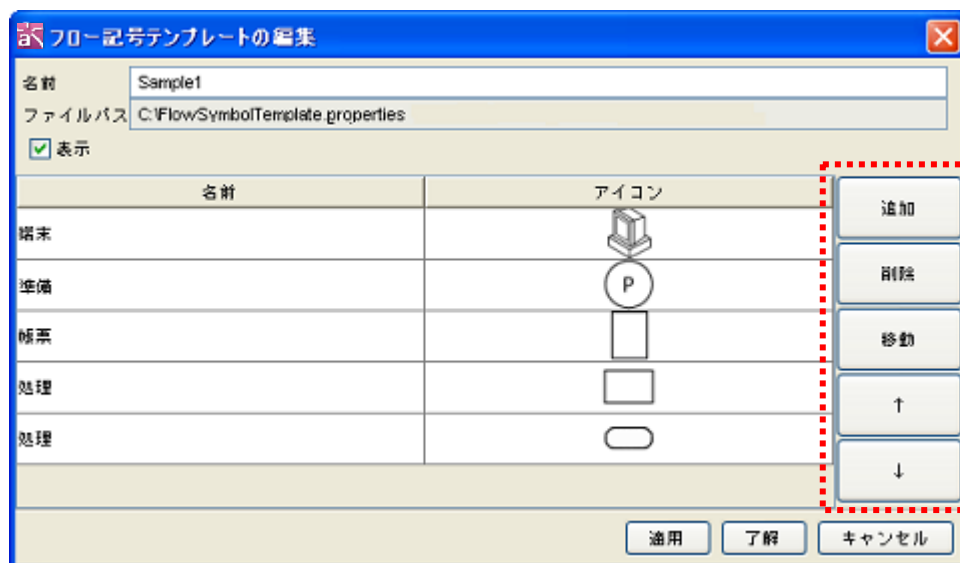 フロー記号テンプレートの編集
名前 Sample1
ファイルパス C:\FlowSymbolTemplate.properties
表示
名前 アイコン
端末
準備 P
帳票
処理
処理
追加
削除
移動
↑
↓
適用 了解 キャンセル